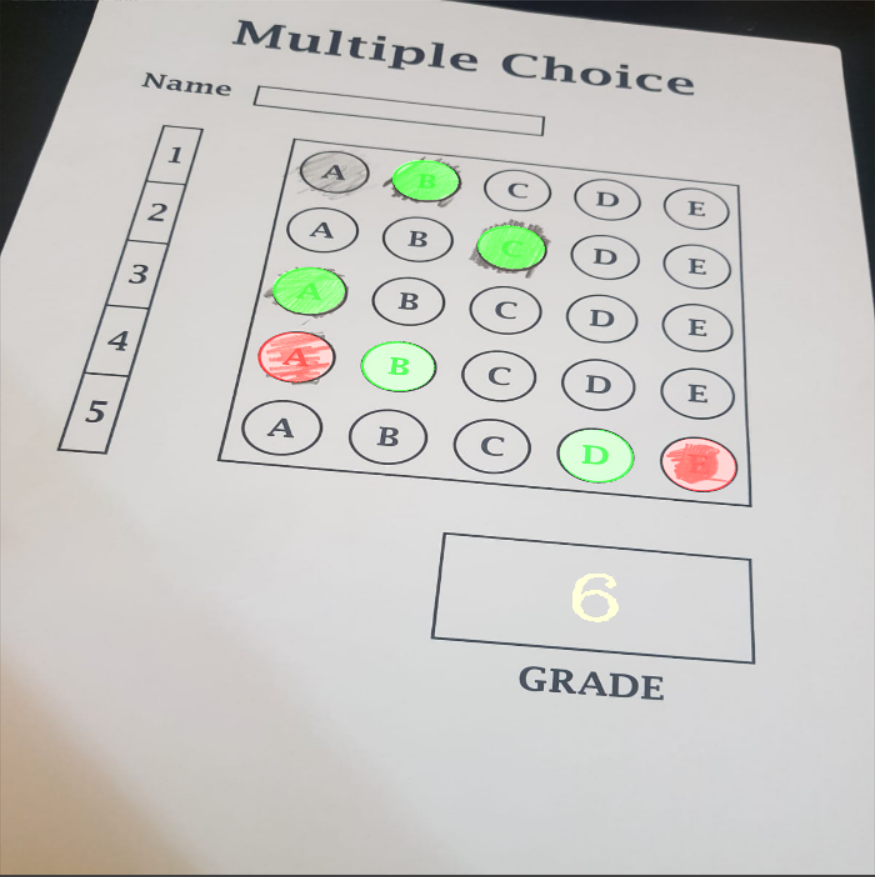 Multiple Choice
Name
1 A B C D E
2 A B C D E
3 A B C D E
4 A B C D E
5 A B C D E
6
GRADE